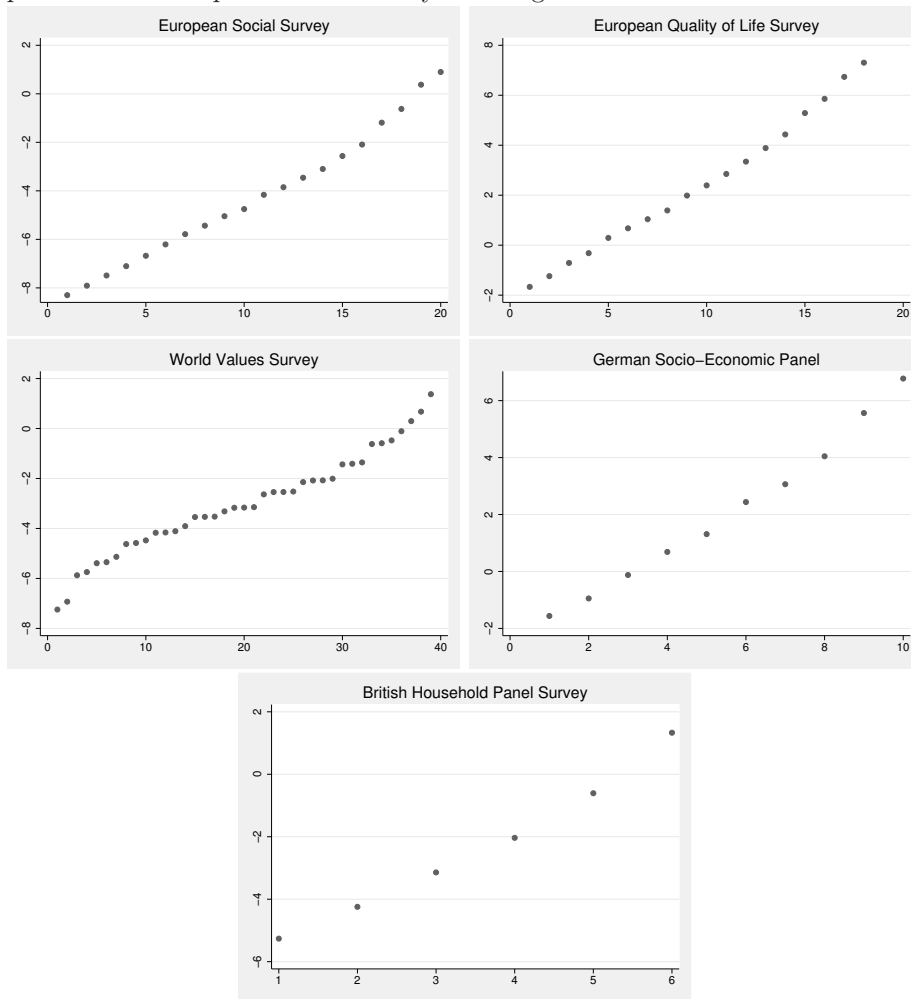 European Social Survey
2
0
−2
−4
−6
−8
0 5 10 15 20
European Quality of Life Survey
8
6
4
2
0
−2
0 5 10 15 20
World Values Survey
2
0
−2
−4
−6
−8
0 10 20 30 40
German Socio−Economic Panel
6
4
2
0
−2
0 2 4 6 8 10
British Household Panel Survey
2
0
−2
−4
−6
1 2 3 4 5 6